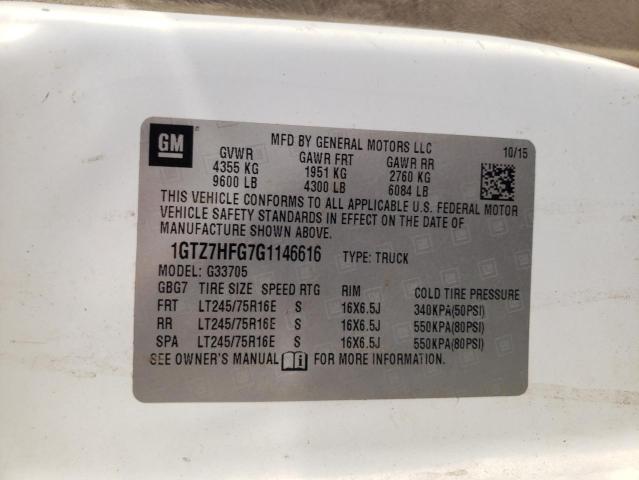 GM
MFD BY GENERAL MOTORS LLC
10/15
GVWR GAWR FRT GAWR RR
4355 KG 1951 KG 2760 KG
9600 LB 4300 LB 6084 LB
THIS VEHICLE CONFORMS TO ALL APPLICABLE U.S. FEDERAL MOTOR
VEHICLE SAFETY STANDARDS IN EFFECT ON THE DATE OF
MANUFACTURE SHOWN ABOVE.
1GTZ7HFG7G1146616 TYPE: TRUCK
MODEL: G33705
GBG7 TIRE SIZE SPEED RTG RIM COLD TIRE PRESSURE
FRT LT245/75R16E S 16X6.5J 340KPA(50PSI)
RR LT245/75R16E S 16X6.5J 550KPA(80PSI)
SPA LT245/75R16E S 16X6.5J 550KPA(80PSI)
SEE OWNER'S MANUAL FOR MORE INFORMATION.